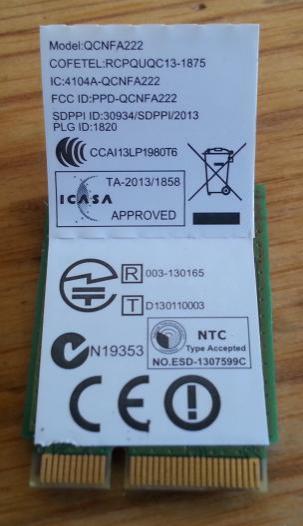 Model:QCNFA222
COFETEL:RCPQUQC13-1875
IC:4104A-QCNFA222
FCC ID:PPD-QCNFA222
SDPPI ID:30934/SDPPI/2013
PLG ID:1820
CCAI13LP1980T6
ICASA
TA-2013/1858
APPROVED
R 003-130165
T D130110003
N19353
NTC
Type Accepted
NO.ESD-1307599C
CE